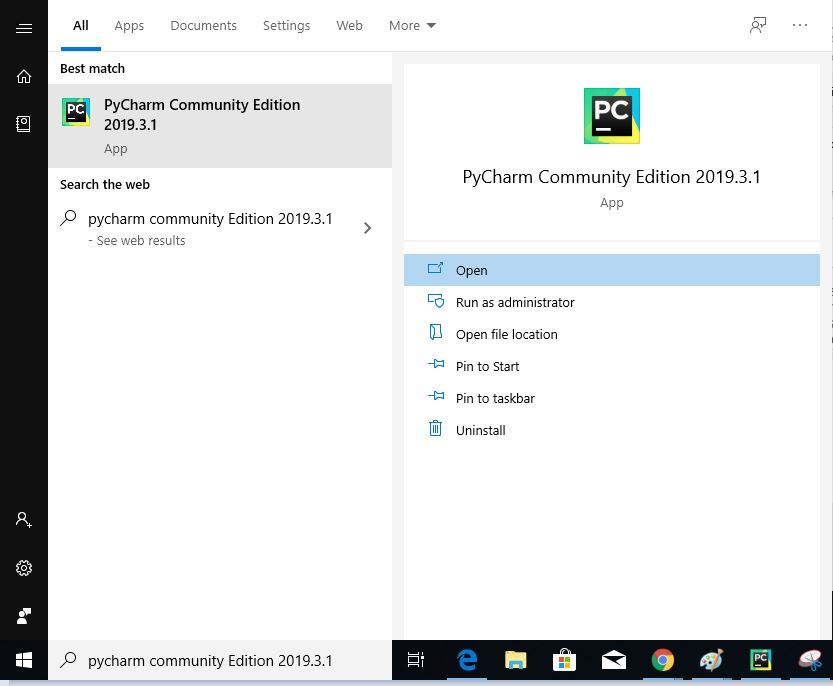 All Apps Documents Settings Web More
Best match
PC
PyCharm Community Edition
2019.3.1
App
Search the web
pycharm community Edition 2019.3.1
- See web results
PC
PyCharm Community Edition 2019.3.1
App
Open
Run as administrator
Open file location
Pin to Start
Pin to taskbar
Uninstall
pycharm community Edition 2019.3.1
PC